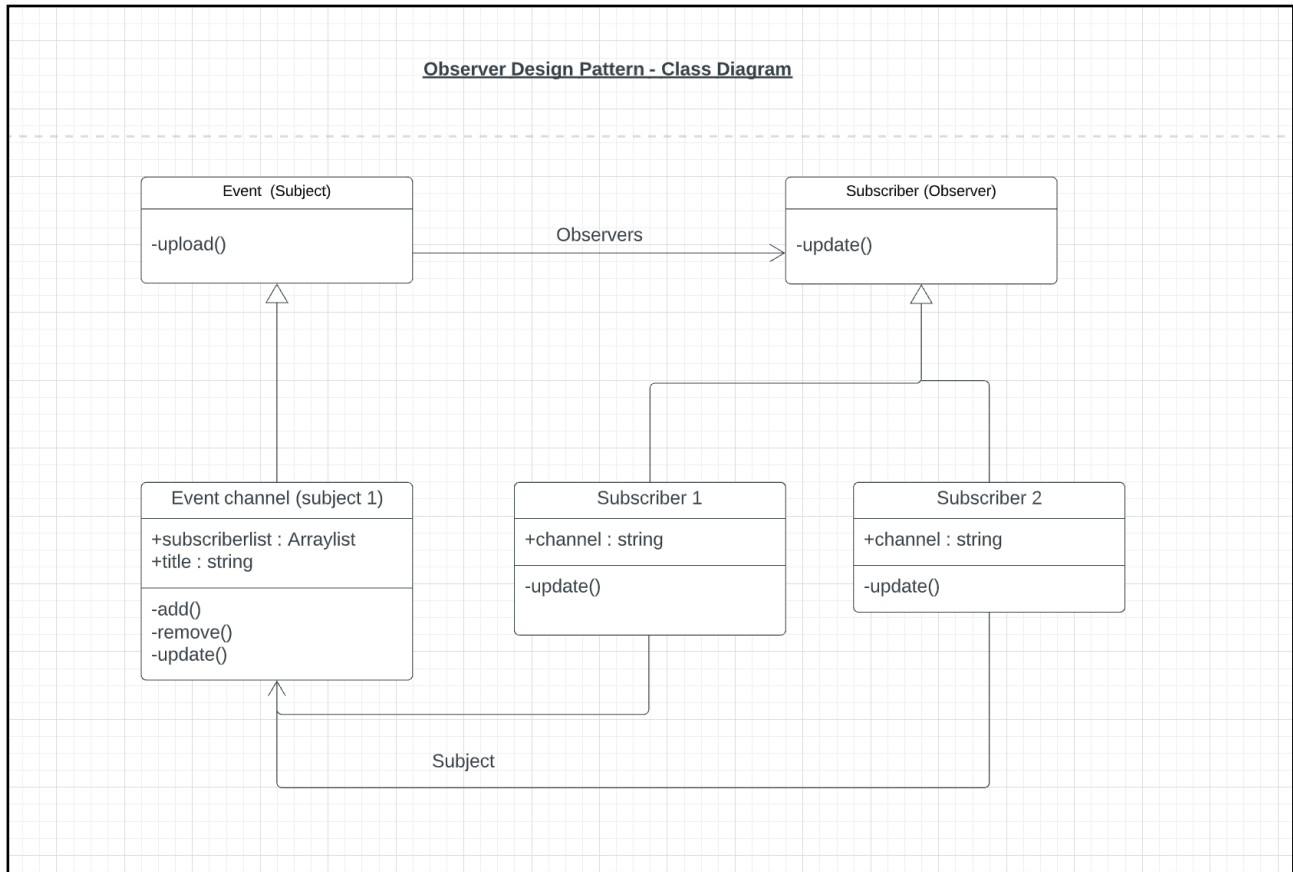 Observer Design Pattern - Class Diagram
Event (Subject)
-upload()
Observers
Subscriber (Observer)
-update()
Event channel (subject 1)
+subscriberlist : Arraylist
+title : string
-add()
-remove()
-update()
Subscriber 1
+channel : string
-update()
Subscriber 2
+channel : string
-update()
Subject